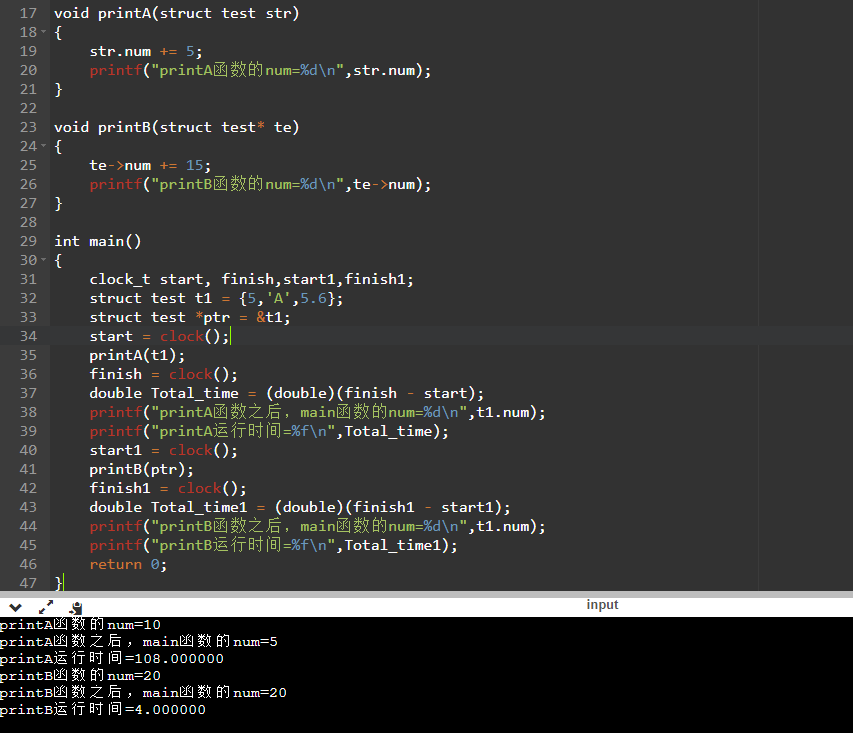 17 void printA(struct test str)
18 {
19     str.num += 5;
20     printf("printA函数的num=%d\n",str.num);
21 }
22
23 void printB(struct test* te)
24 {
25     te->num += 15;
26     printf("printB函数的num=%d\n",te->num);
27 }
28
29 int main()
30 {
31     clock_t start, finish,start1,finish1;
32     struct test t1 = {5,'A',5.6};
33     struct test *ptr = &t1;
34     start = clock();
35     printA(t1);
36     finish = clock();
37     double Total_time = (double)(finish - start);
38     printf("printA函数之后，main函数的num=%d\n",t1.num);
39     printf("printA运行时间=%f\n",Total_time);
40     start1 = clock();
41     printB(ptr);
42     finish1 = clock();
43     double Total_time1 = (double)(finish1 - start1);
44     printf("printB函数之后，main函数的num=%d\n",t1.num);
45     printf("printB运行时间=%f\n",Total_time1);
46     return 0;
47 }
input
printA函数的num=10
printA函数之后，main函数的num=5
printA运行时间=108.000000
printB函数的num=20
printB函数之后，main函数的num=20
printB运行时间=4.000000